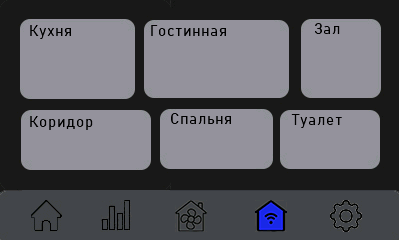 Кухня
Гостинная
Зал
Коридор
Спальня
Туалет